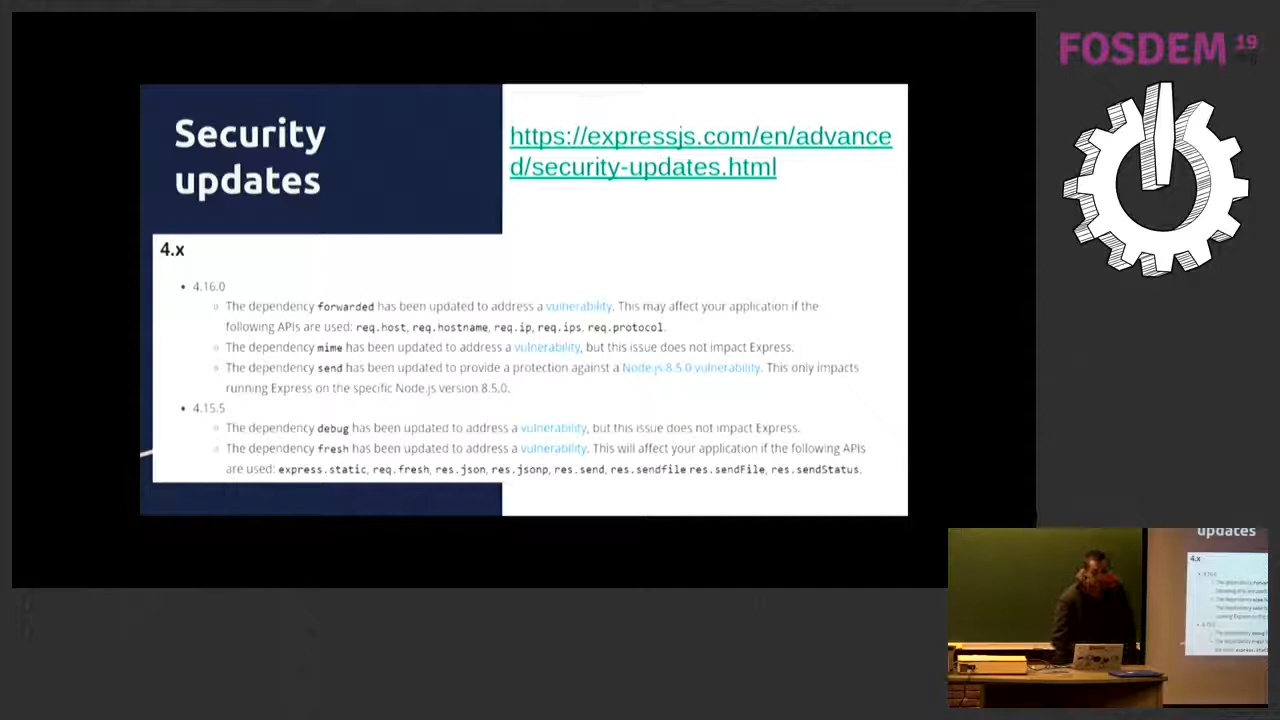 FOSDEM 19
Security
updates
https://expressjs.com/en/advance
d/security-updates.html
4.x
4.16.0
The dependency forwarded has been updated to address a vulnerability. This may affect your application if the
following APIs are used: req.host, req.hostname, req.ip, req.ips, req.protocol.
The dependency mime has been updated to address a vulnerability, but this issue does not impact Express.
The dependency send has been updated to provide a protection against a Node.js 8.5.0 vulnerability. This only impacts
running Express on the specific Node.js version 8.5.0.
4.15.5
The dependency debug has been updated to address a vulnerability, but this issue does not impact Express.
The dependency fresh has been updated to address a vulnerability. This will affect your application if the following APIs
are used: express.static, req.fresh, res.json, res.jsonp, res.send, res.sendfile res.sendFile, res.sendStatus.
updates
4.x